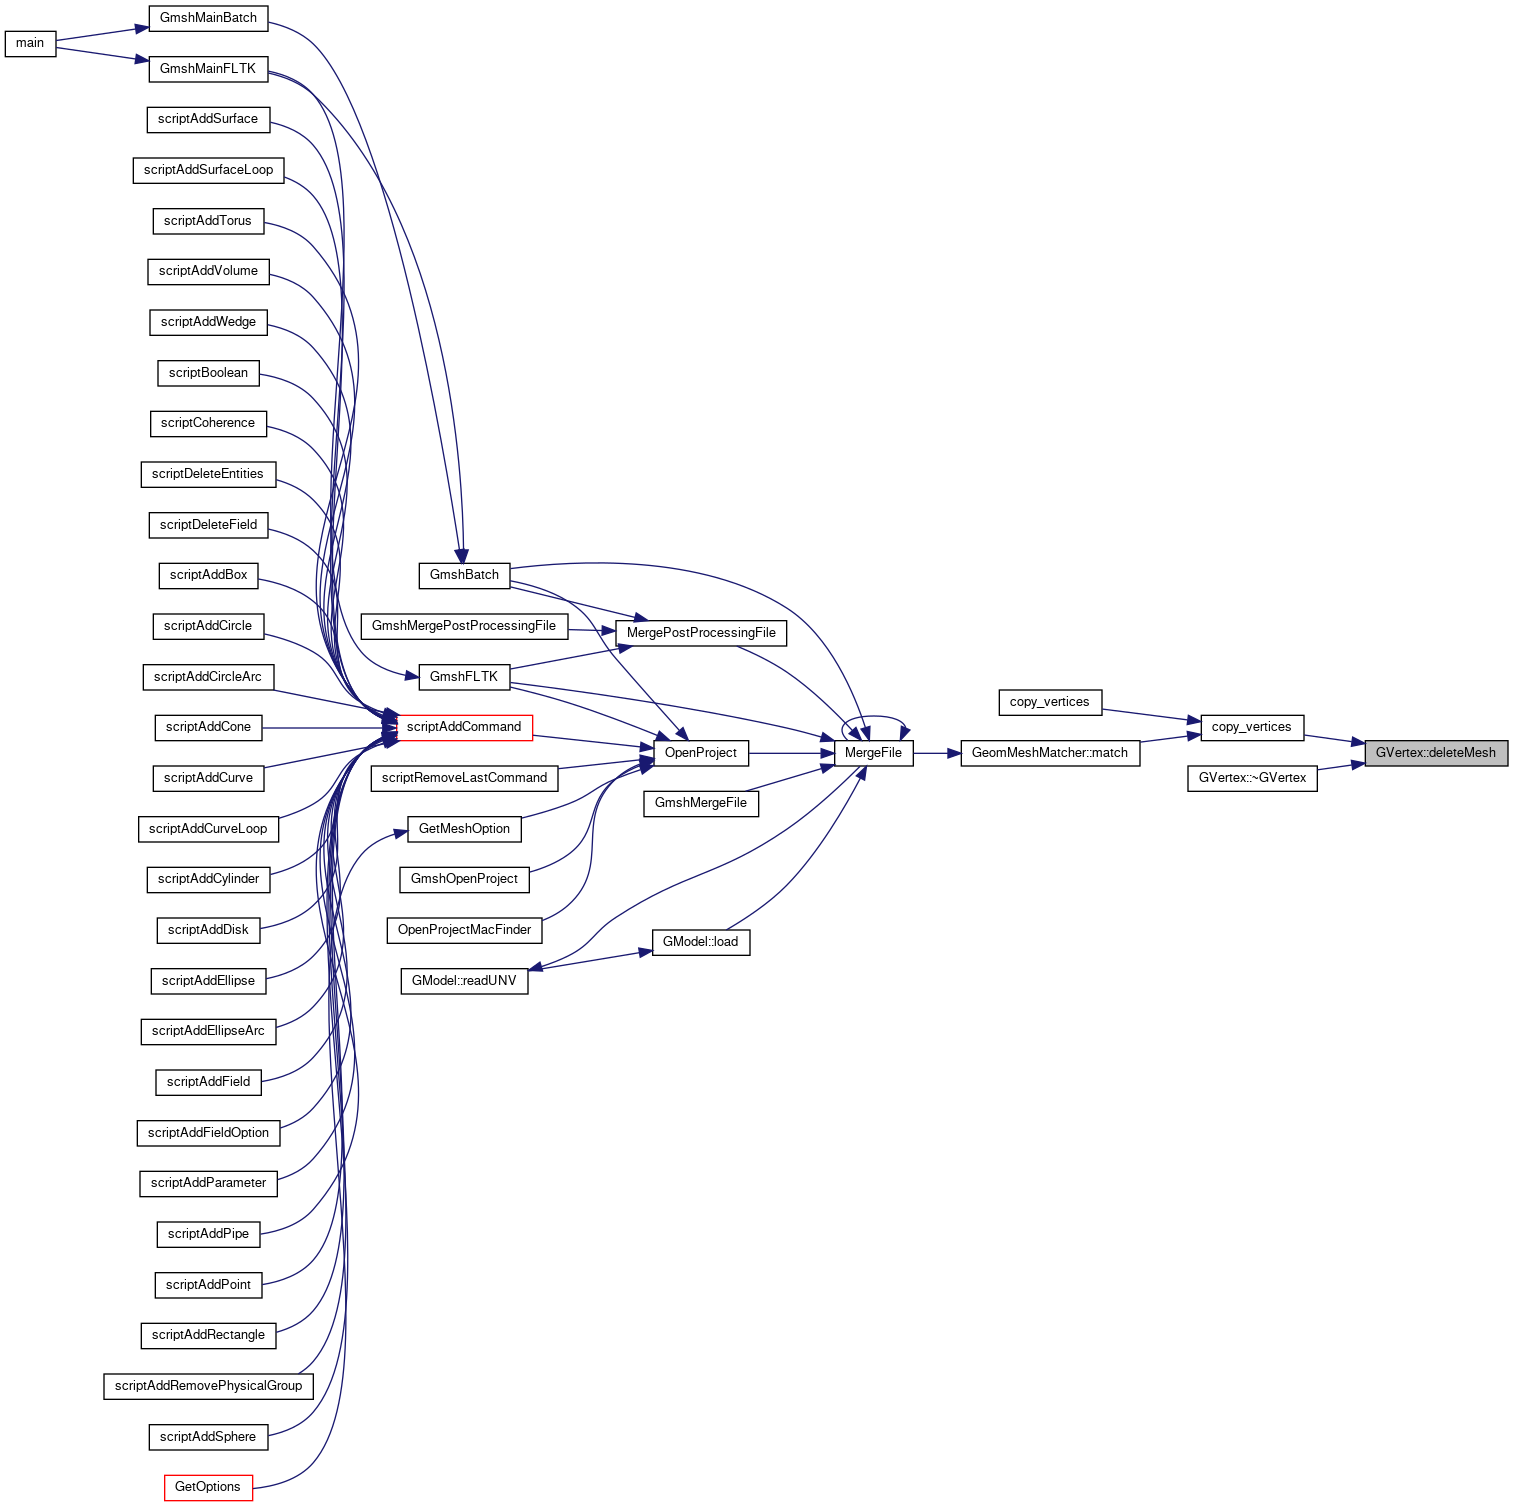 main
GmshMainBatch
GmshMainFLTK
scriptAddSurface
scriptAddSurfaceLoop
scriptAddTorus
scriptAddVolume
scriptAddWedge
scriptBoolean
scriptCoherence
scriptDeleteEntities
scriptDeleteField
scriptAddBox
scriptAddCircle
scriptAddCircleArc
scriptAddCone
scriptAddCurve
scriptAddCurveLoop
scriptAddCylinder
scriptAddDisk
scriptAddEllipse
scriptAddEllipseArc
scriptAddField
scriptAddFieldOption
scriptAddParameter
scriptAddPipe
scriptAddPoint
scriptAddRectangle
scriptAddRemovePhysicalGroup
scriptAddSphere
GetOptions
GmshBatch
GmshMergePostProcessingFile
GmshFLTK
scriptAddCommand
scriptRemoveLastCommand
GetMeshOption
GmshOpenProject
OpenProjectMacFinder
GModel::readUNV
MergePostProcessingFile
OpenProject
GmshMergeFile
GModel::load
MergeFile
GeomMeshMatcher::match
copy_vertices
copy_vertices
GVertex::~GVertex
GVertex::deleteMesh